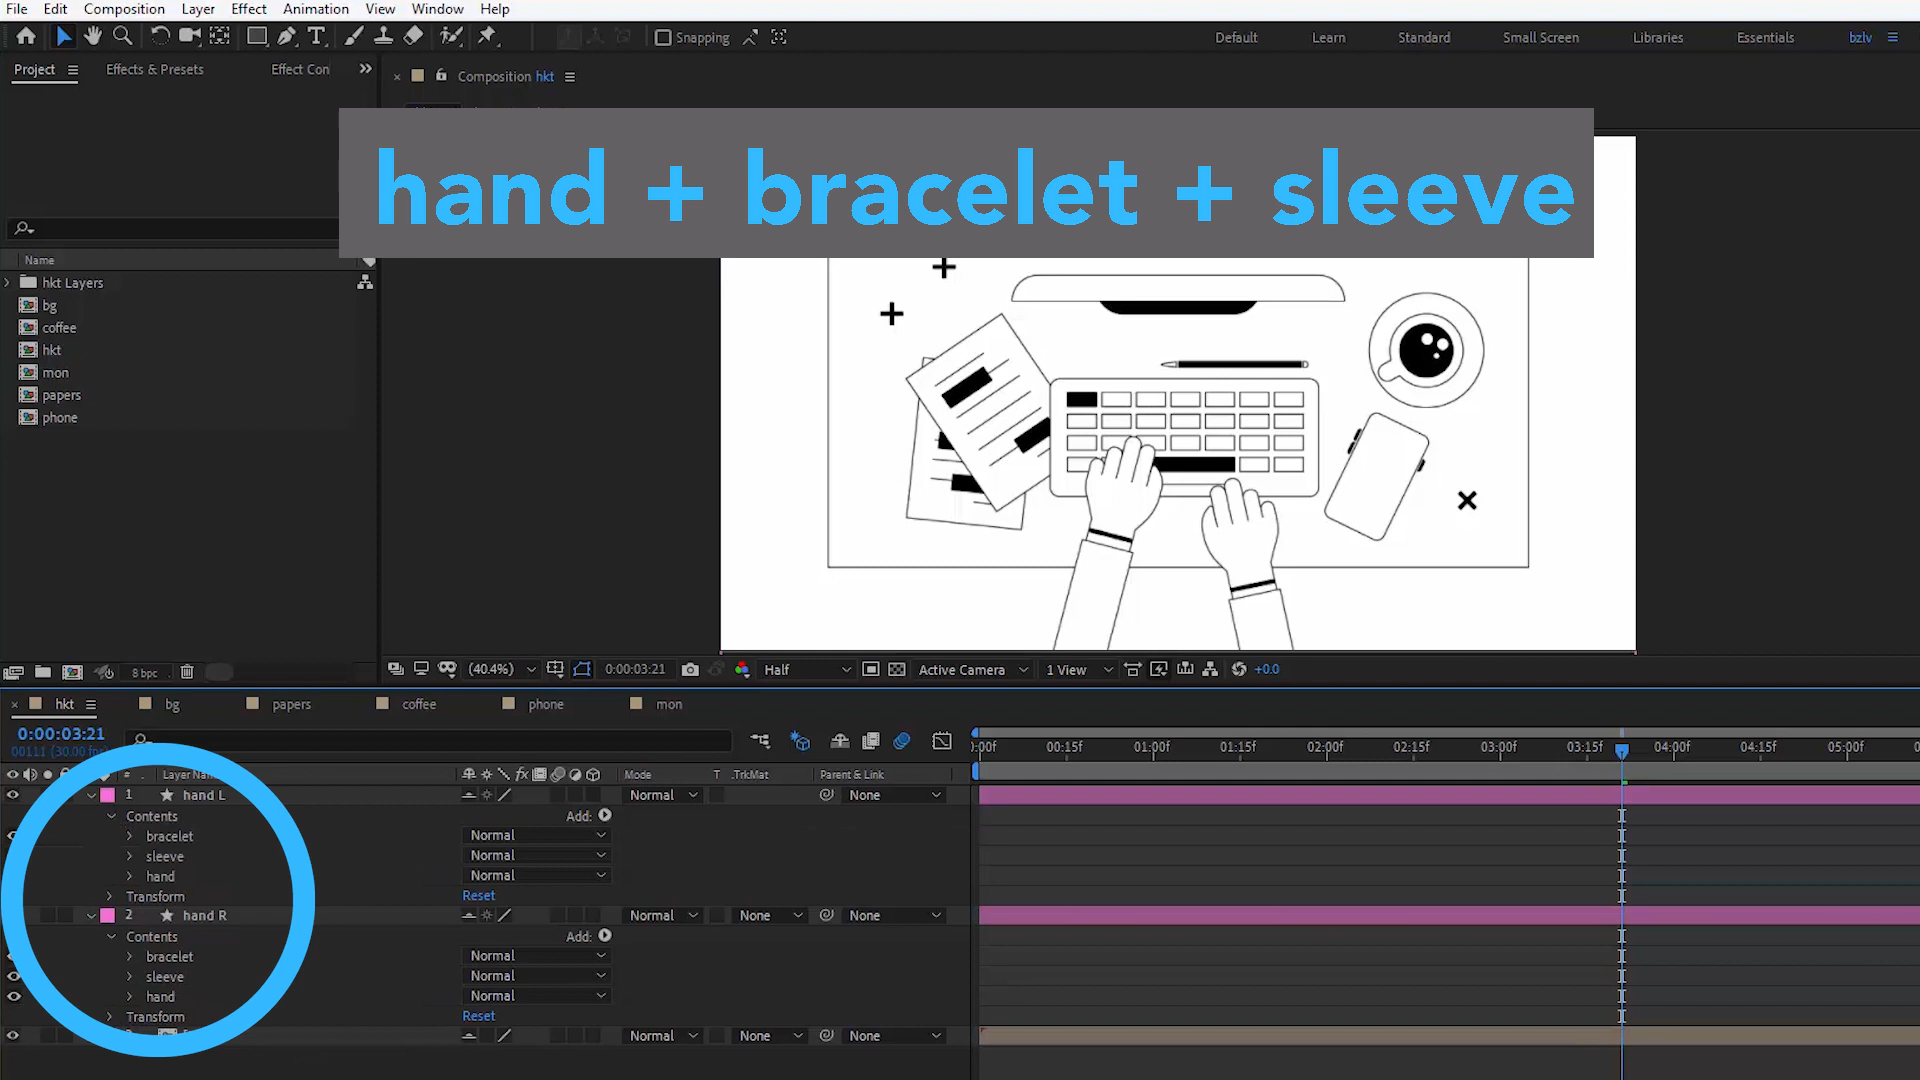 File Edit Composition Layer Effect Animation View Window Help
Snapping Default Learn Standard Small Screen Libraries Essentials bzlv
Project Effects & Presets Effect Con
Composition hkt
hand + bracelet + sleeve
Name
hkt Layers
bg
coffee
hkt
mon
papers
phone
8 bpc
(40.4%) 0:00:03:21 Half Active Camera 1 View +0.0
hkt bg papers coffee phone mon
0:00:03:21
00111 (30.00 fps)
:00f 00:15f 01:00f 01:15f 02:00f 02:15f 03:00f 03:15f 04:00f 04:15f 05:00f
# Layer Name Mode T .TrkMat Parent & Link
1 hand L Normal None
Contents Add:
bracelet Normal
sleeve Normal
hand Normal
Transform Reset
2 hand R Normal None None
Contents Add:
bracelet Normal
sleeve Normal
hand Normal
Transform Reset
Normal None None